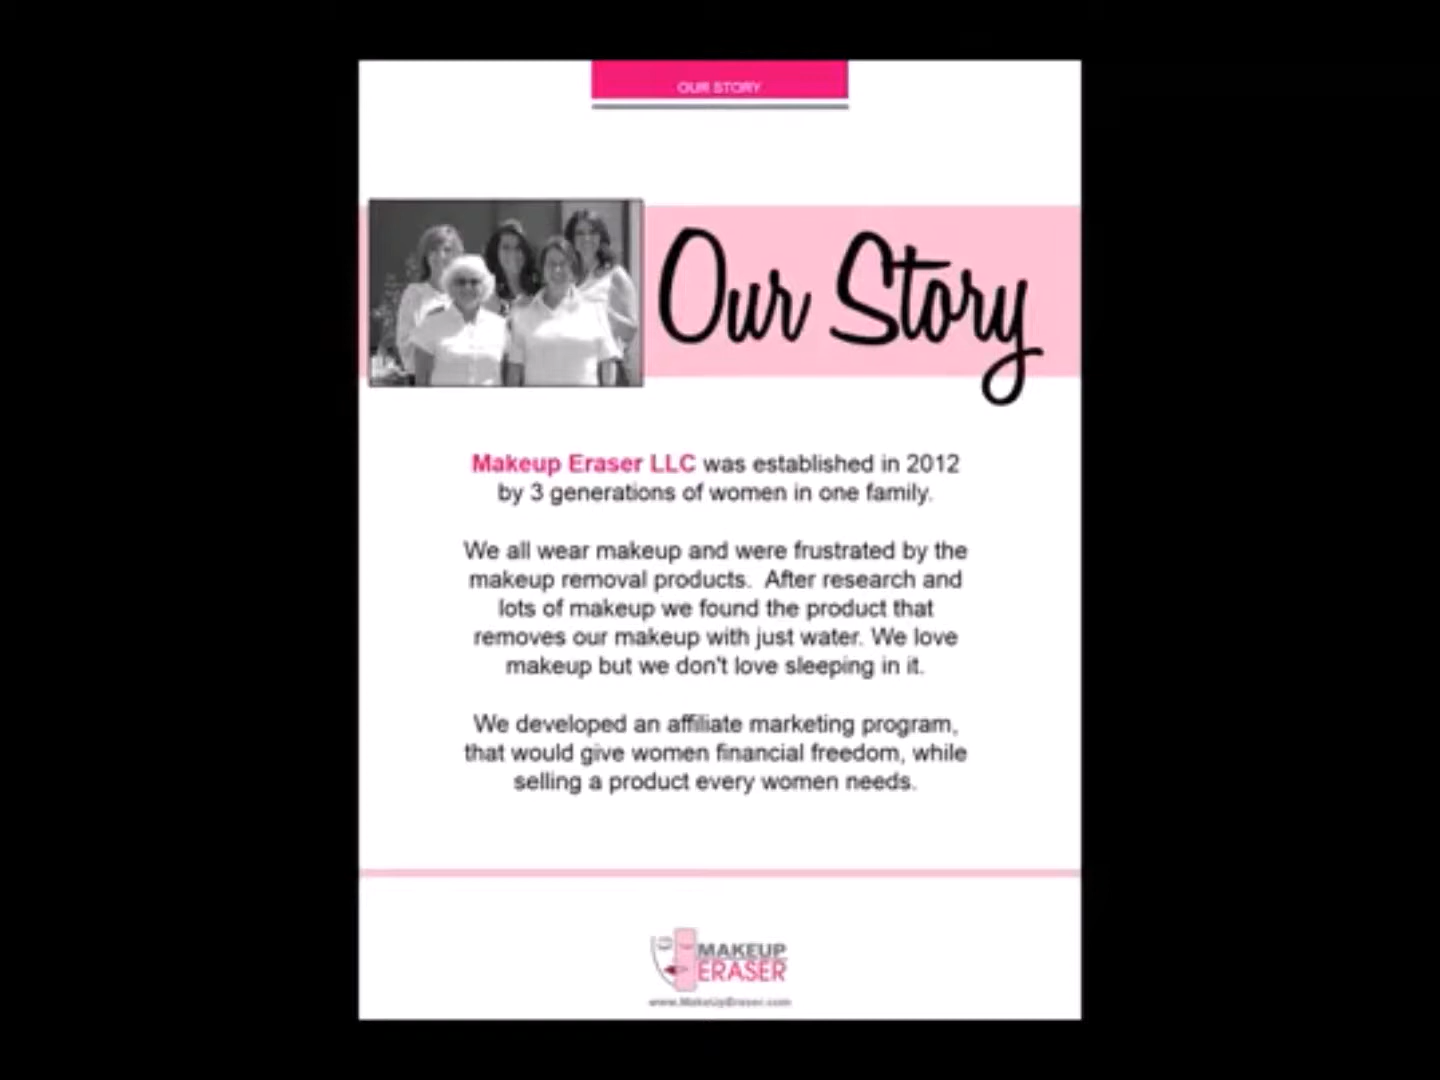 OUR STORY
Our Story
Makeup Eraser LLC was established in 2012
by 3 generations of women in one family.
We all wear makeup and were frustrated by the
makeup removal products.  After research and
lots of makeup we found the product that
removes our makeup with just water. We love
makeup but we don't love sleeping in it.
We developed an affiliate marketing program,
that would give women financial freedom, while
selling a product every women needs.
MAKEUP
ERASER
www.MakeUpEraser.com